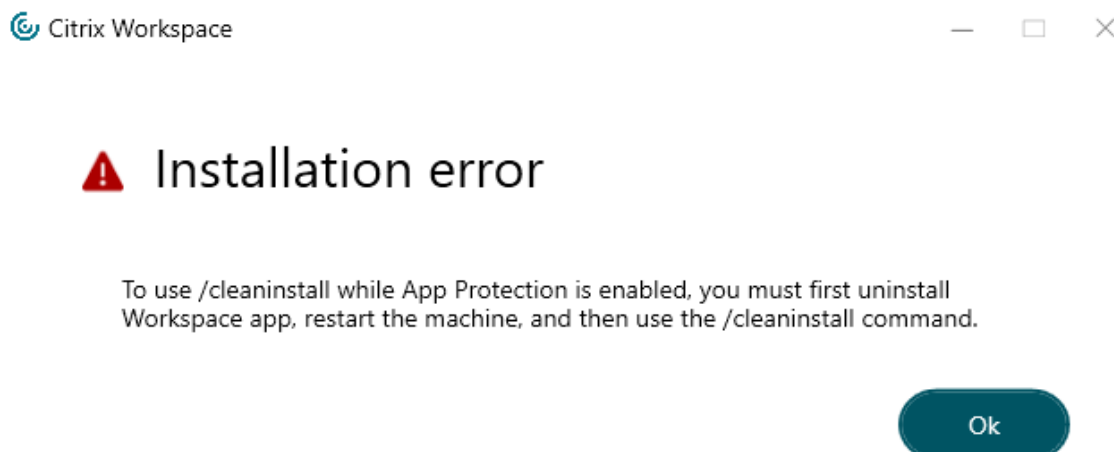 Citrix Workspace
Installation error
To use /cleaninstall while App Protection is enabled, you must first uninstall
Workspace app, restart the machine, and then use the /cleaninstall command.
Ok